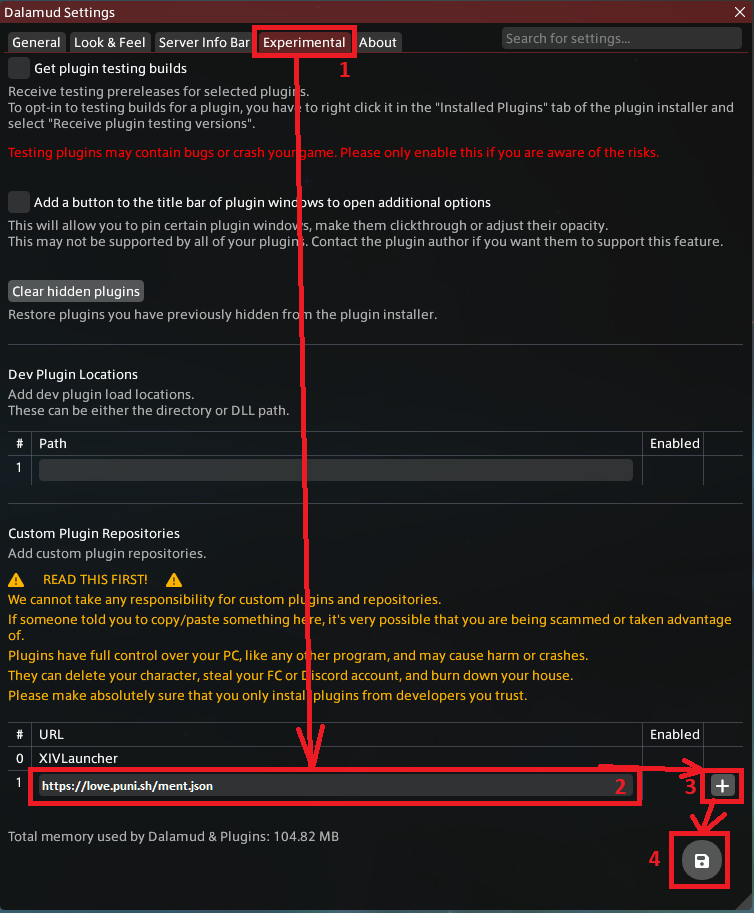 Dalamud Settings
General Look & Feel Server Info Bar Experimental About Search for settings...
1
Get plugin testing builds
Receive testing prereleases for selected plugins.
To opt-in to testing builds for a plugin, you have to right click it in the "Installed Plugins" tab of the plugin installer and
select "Receive plugin testing versions".
Testing plugins may contain bugs or crash your game. Please only enable this if you are aware of the risks.
Add a button to the title bar of plugin windows to open additional options
This will allow you to pin certain plugin windows, make them clickthrough or adjust their opacity.
This may not be supported by all of your plugins. Contact the plugin author if you want them to support this feature.
Clear hidden plugins
Restore plugins you have previously hidden from the plugin installer.
Dev Plugin Locations
Add dev plugin load locations.
These can be either the directory or DLL path.
# Path Enabled
1
Custom Plugin Repositories
Add custom plugin repositories.
READ THIS FIRST!
We cannot take any responsibility for custom plugins and repositories.
If someone told you to copy/paste something here, it's very possible that you are being scammed or taken advantage
of.
Plugins have full control over your PC, like any other program, and may cause harm or crashes.
They can delete your character, steal your FC or Discord account, and burn down your house.
Please make absolutely sure that you only install plugins from developers you trust.
# URL Enabled
0 XIVLauncher
1 https://love.puni.sh/ment.json 2 3 +
Total memory used by Dalamud & Plugins: 104.82 MB
4